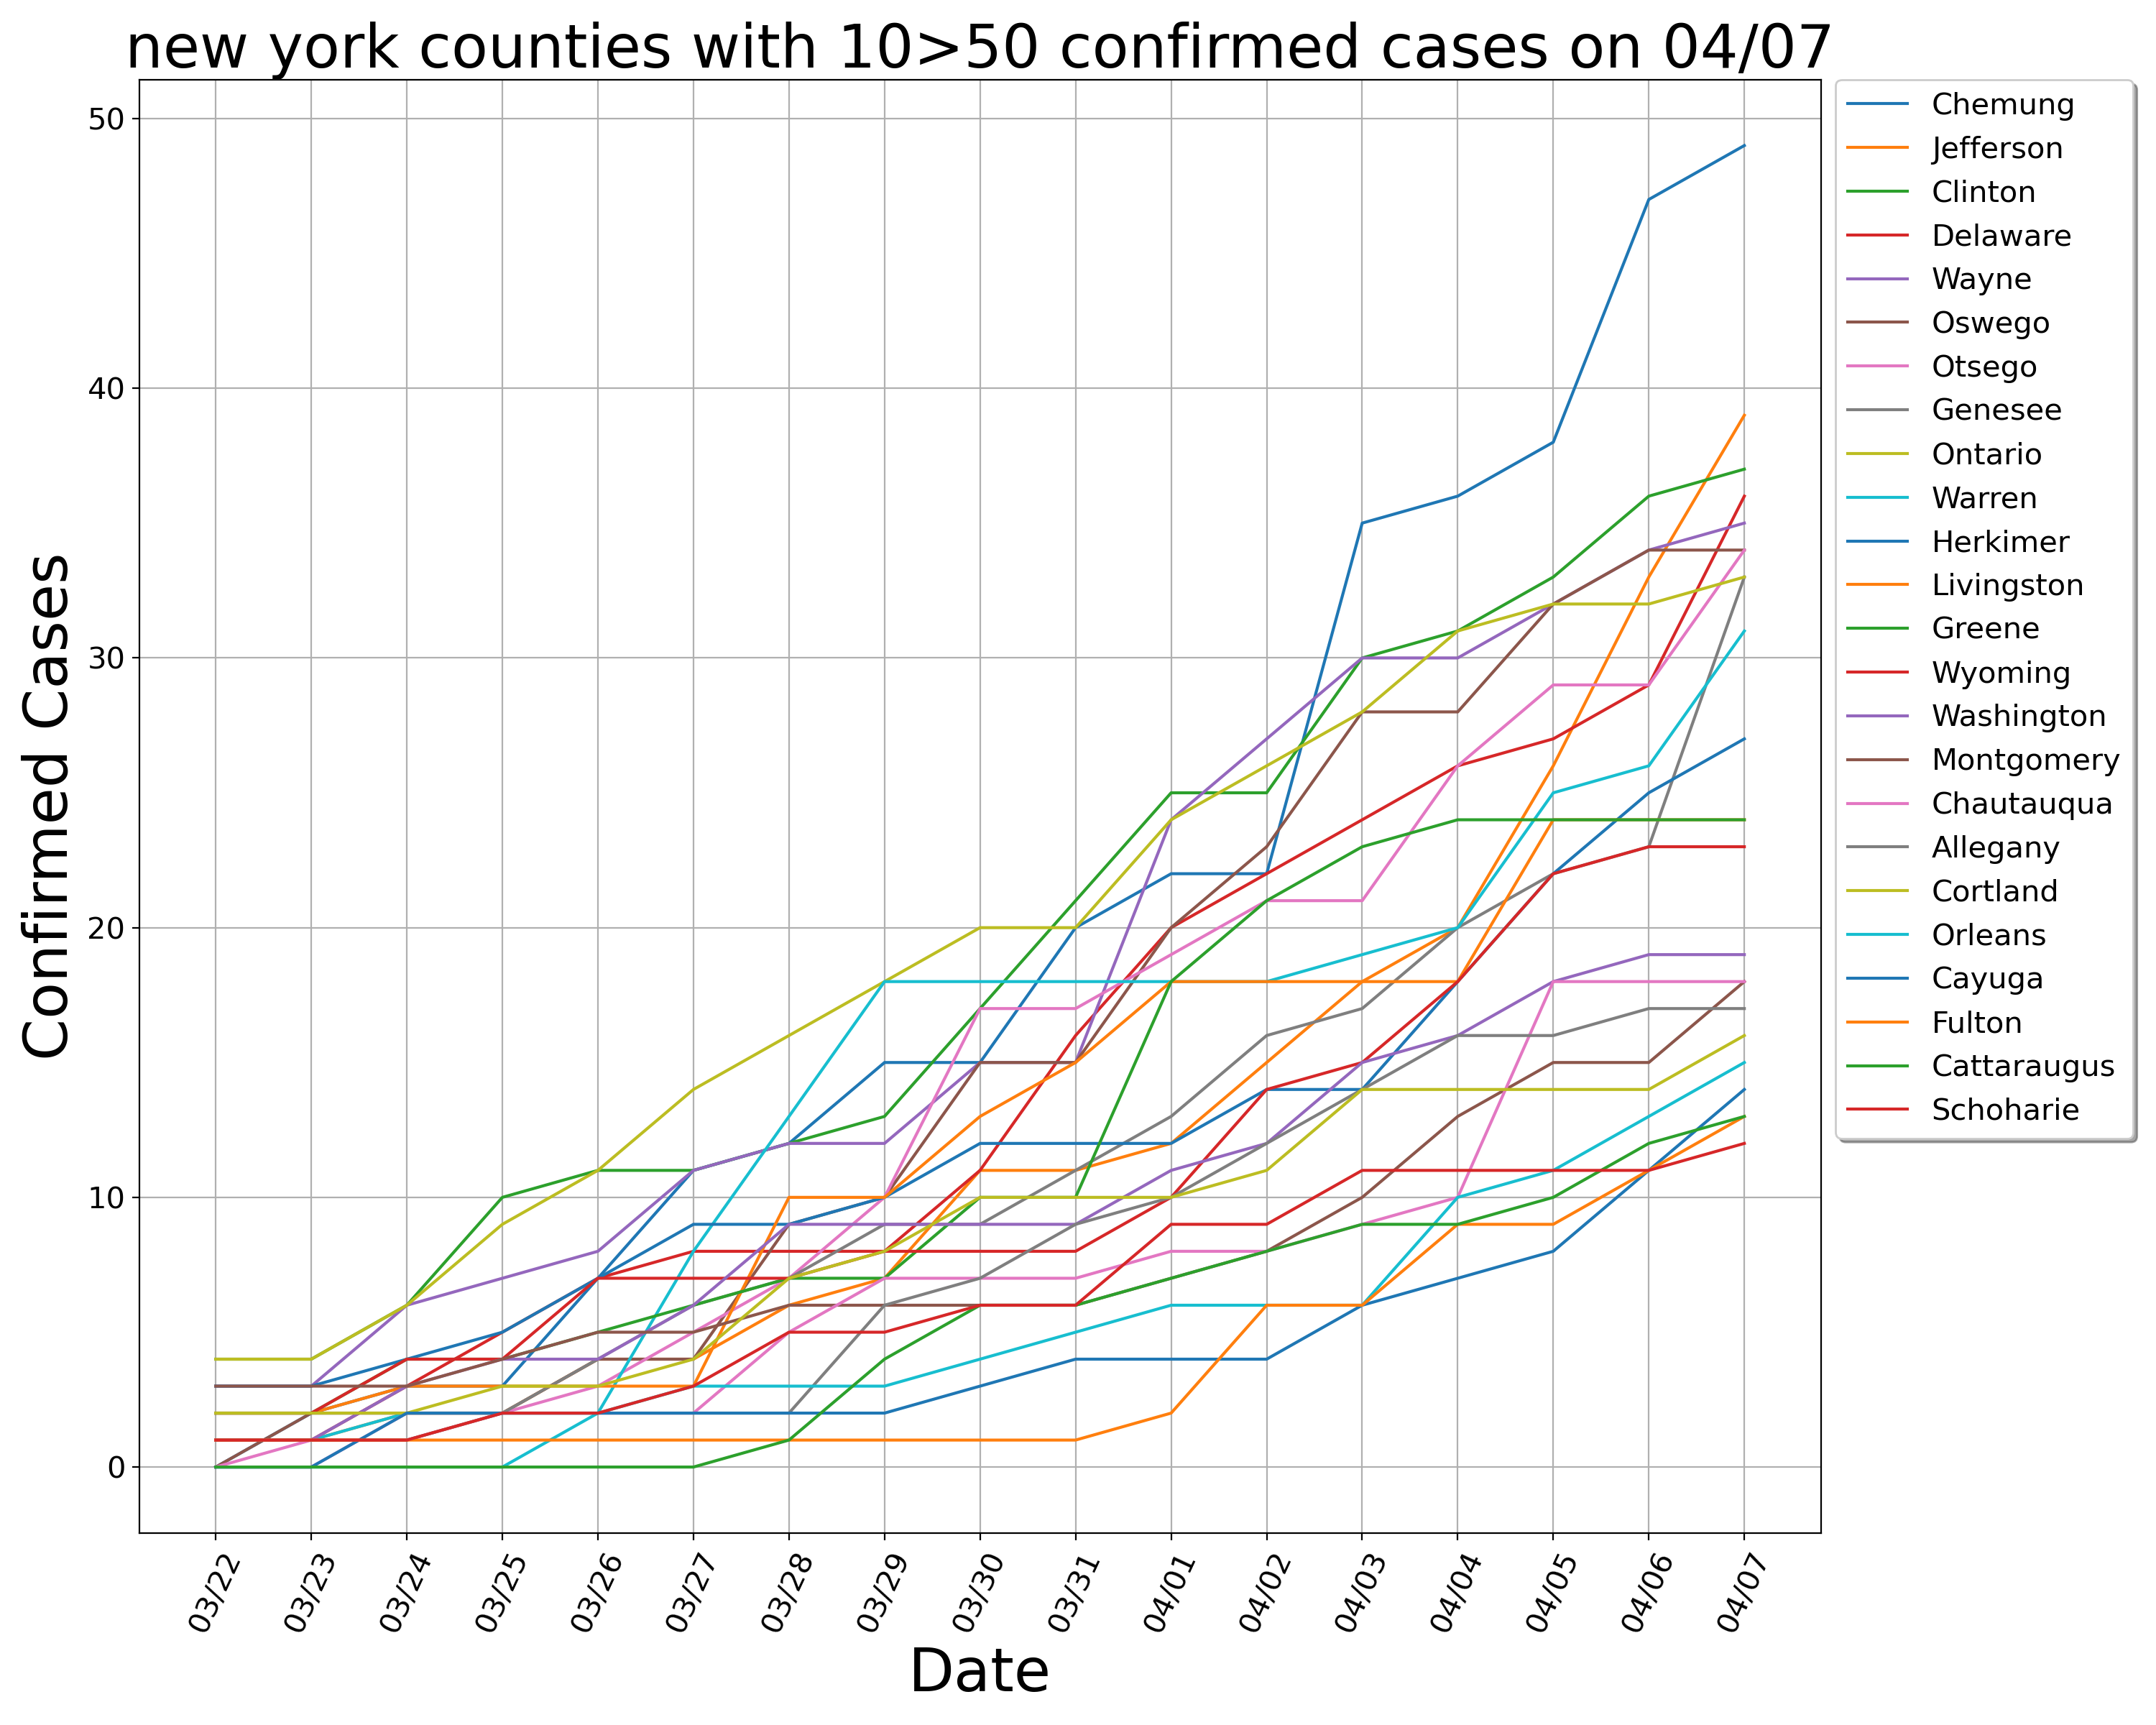 new york counties with 10>50 confirmed cases on 04/07
Confirmed Cases
50
40
30
20
10
0
03/22
03/23
03/24
03/25
03/26
03/27
03/28
03/29
03/30
03/31
04/01
04/02
04/03
04/04
04/05
04/06
04/07
Date
Chemung
Jefferson
Clinton
Delaware
Wayne
Oswego
Otsego
Genesee
Ontario
Warren
Herkimer
Livingston
Greene
Wyoming
Washington
Montgomery
Chautauqua
Allegany
Cortland
Orleans
Cayuga
Fulton
Cattaraugus
Schoharie